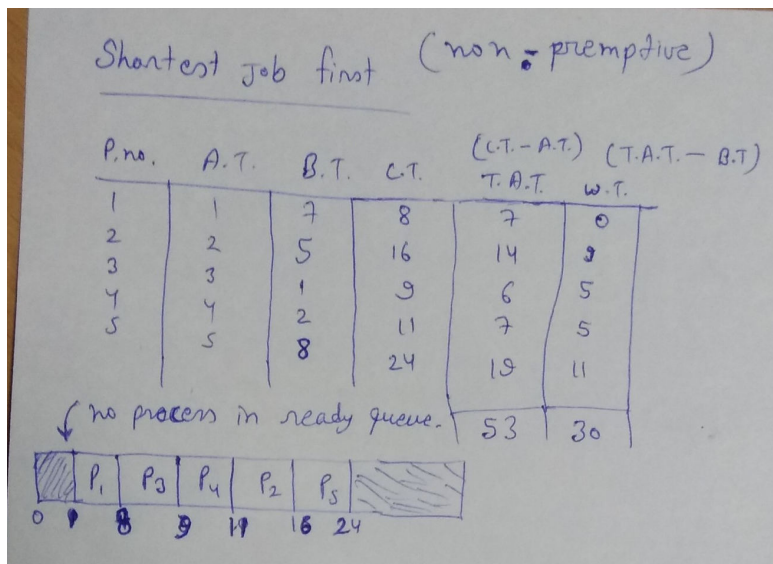 Shortest Job first (non-premptive)
(C.T. - A.T.) (T.A.T. - B.T)
P.no. A.T. B.T. C.T. T.A.T. W.T.
1 1 7 8 7 0
2 2 5 16 14 9
3 3 1 9 6 5
4 4 2 11 7 5
5 5 8 24 19 11
53 30
no process in ready queue.
P1 P3 P4 P2 P5
0 1 8 9 11 16 24